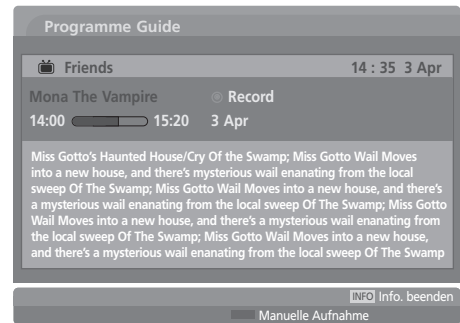 Programme Guide
Friends 14 : 35 3 Apr
Mona The Vampire Record
14:00 15:20 3 Apr
Miss Gotto's Haunted House/Cry Of the Swamp; Miss Gotto Wail Moves
into a new house, and there's mysterious wail enanating from the local
sweep Of The Swamp; Miss Gotto Wail Moves into a new house, and there's
a mysterious wail enanating from the local sweep Of The Swamp; Miss Gotto
Wail Moves into a new house, and there's a mysterious wail enanating from
the local sweep Of The Swamp; Miss Gotto Wail Moves into a new house,
and there's a mysterious wail enanating from the local sweep Of The Swamp
INFO Info. beenden
Manuelle Aufnahme